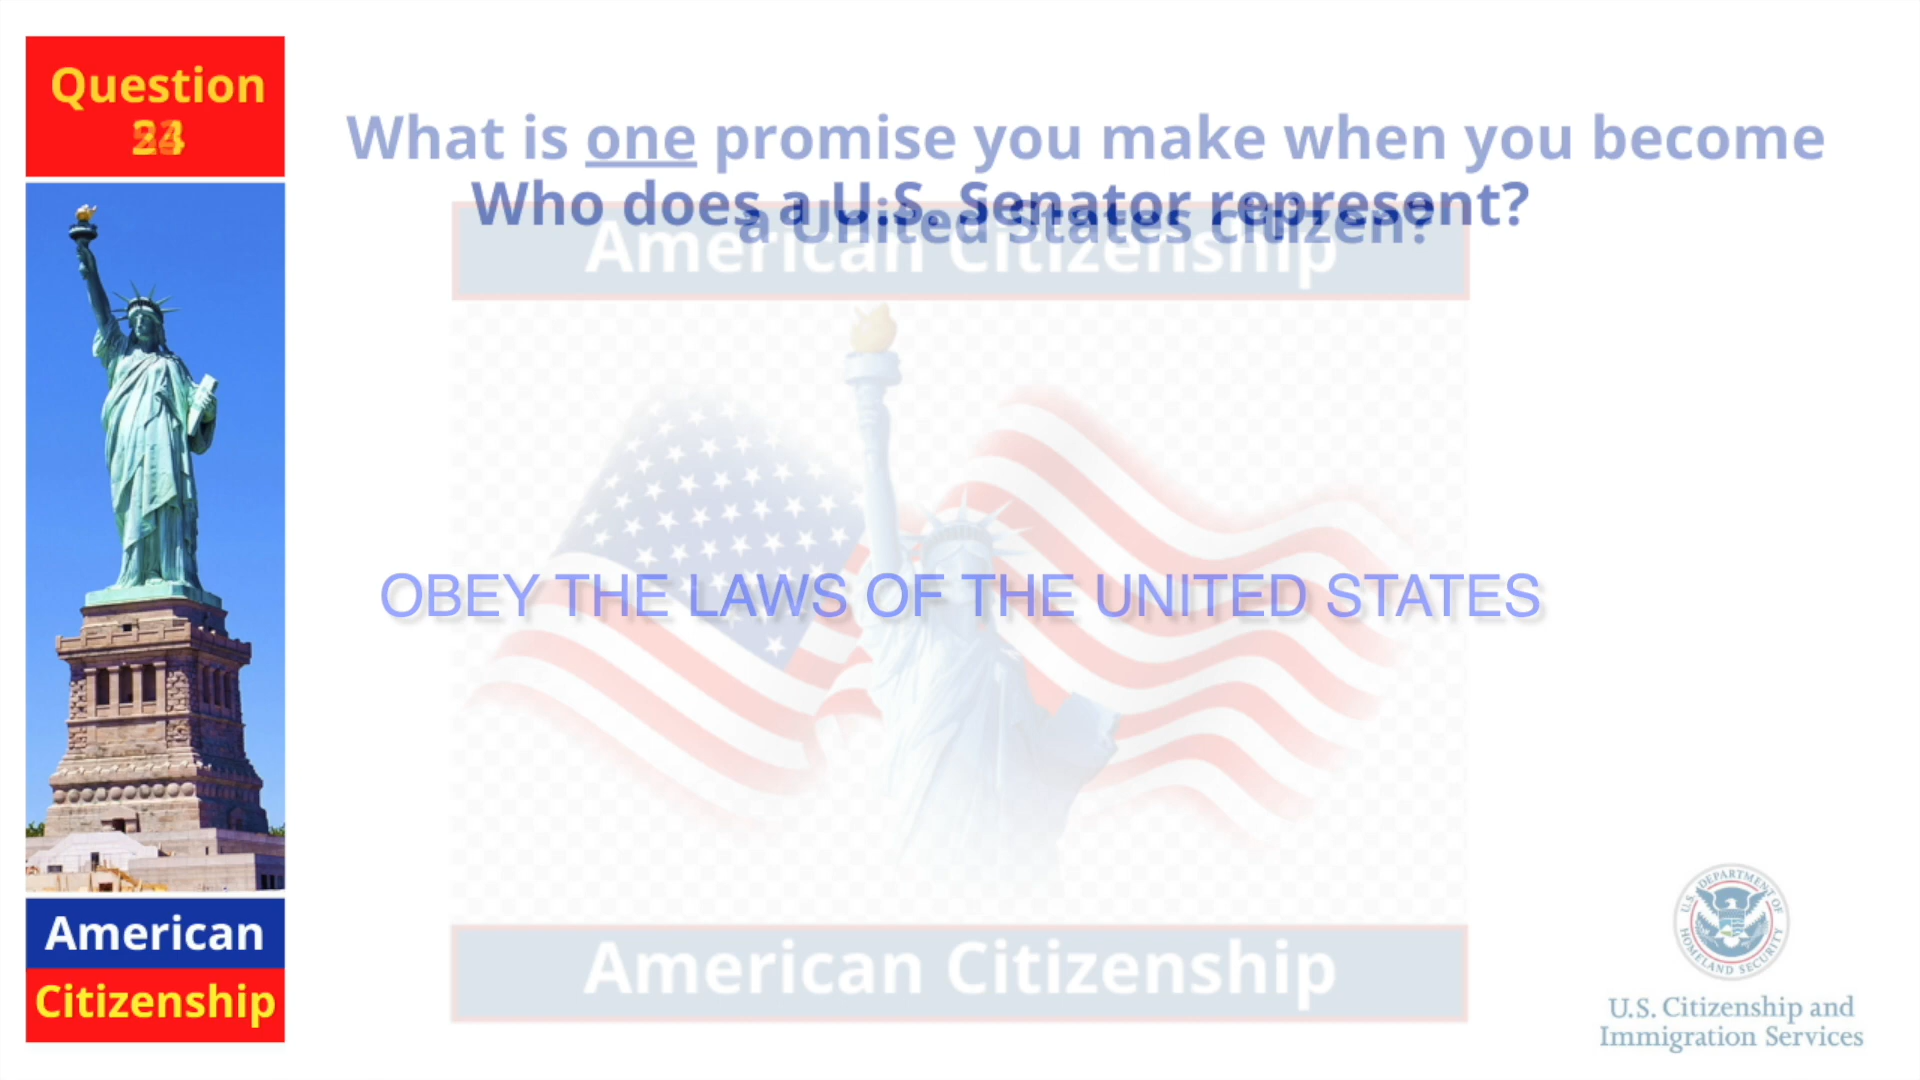 Question
What is one promise you make when you become
Who does a U.S. Senator represent?
a United States citizen?
American Citizenship
OBEY THE LAWS OF THE UNITED STATES
American Citizenship
American
Citizenship
U.S. DEPARTMENT OF
HOMELAND SECURITY
U.S. Citizenship and
Immigration Services